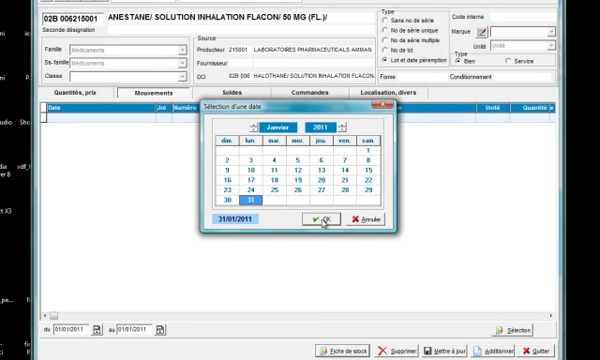 02B 006215001
ANESTANE/ SOLUTION INHALATION FLACON/ 50 MG (FL.)/
Seconde désignation
Type
Sans no de série
No de série unique
No de série multiple
No de lot
Lot et date péremption
Code interne
Marque
Unité
Unité
Type
Bien
Service
Famille
Médicaments
Ss-famille
Médicaments
Classe
Source
Producteur
215001
LABORATOIRES PHARMACEUTICALS AMMAN
Fournisseur
DCI
02B 006
HALOTHANE/ SOLUTION INHALATION FLACON
Forme
Conditionnement
Quantités, prix
Mouvements
Soldes
Commandes
Localisation, divers
Date
Jnl
Numéro
Unité
Quantité
Sélection d'une date
Janvier
2011
dim. lun. mar. mer. jeu. ven. sam.
1
2 3 4 5 6 7 8
9 10 11 12 13 14 15
16 17 18 19 20 21 22
23 24 25 26 27 28 29
30 31
31/01/2011
OK
Annuler
du 01/01/2011
au 01/01/2011
Sélection
Fiche de stock
Supprimer
Mettre à jour
Additionner
Quitter